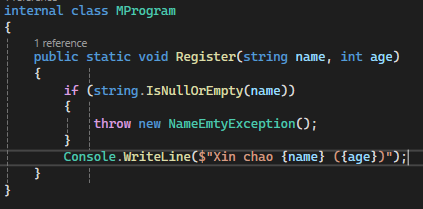 internal class MProgram
{
1 reference
public static void Register(string name, int age)
{
if (string.IsNullOrEmpty(name))
{
throw new NameEmtyException();
}
Console.WriteLine($"Xin chao {name} ({age})");
}
}